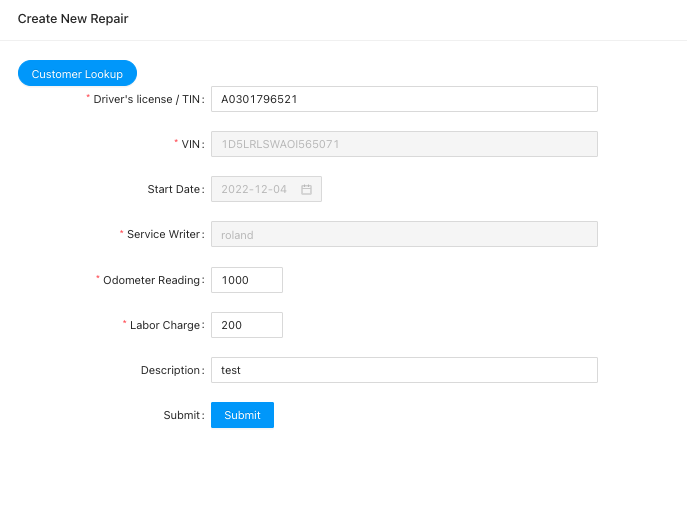 Create New Repair
Customer Lookup
* Driver's license / TIN : A0301796521
* VIN : 1D5LRLSWAOI565071
Start Date : 2022-12-04
* Service Writer : roland
* Odometer Reading : 1000
* Labor Charge : 200
Description : test
Submit : Submit